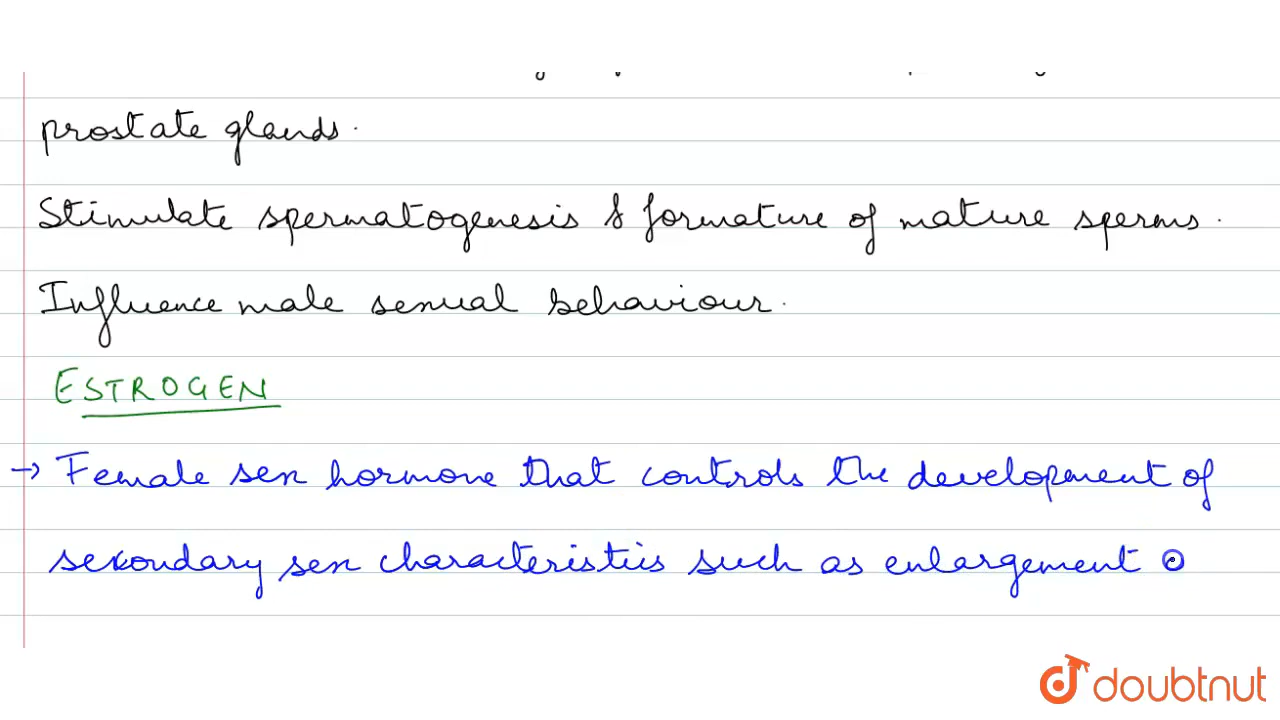 prostate glands.
Stimulate spermatogenesis & formature of mature sperms.
Influence male sexual behaviour.
ESTROGEN
→ Female sex hormone that controls the development of
secondary sex characteristics such as enlargement o
doubtnut